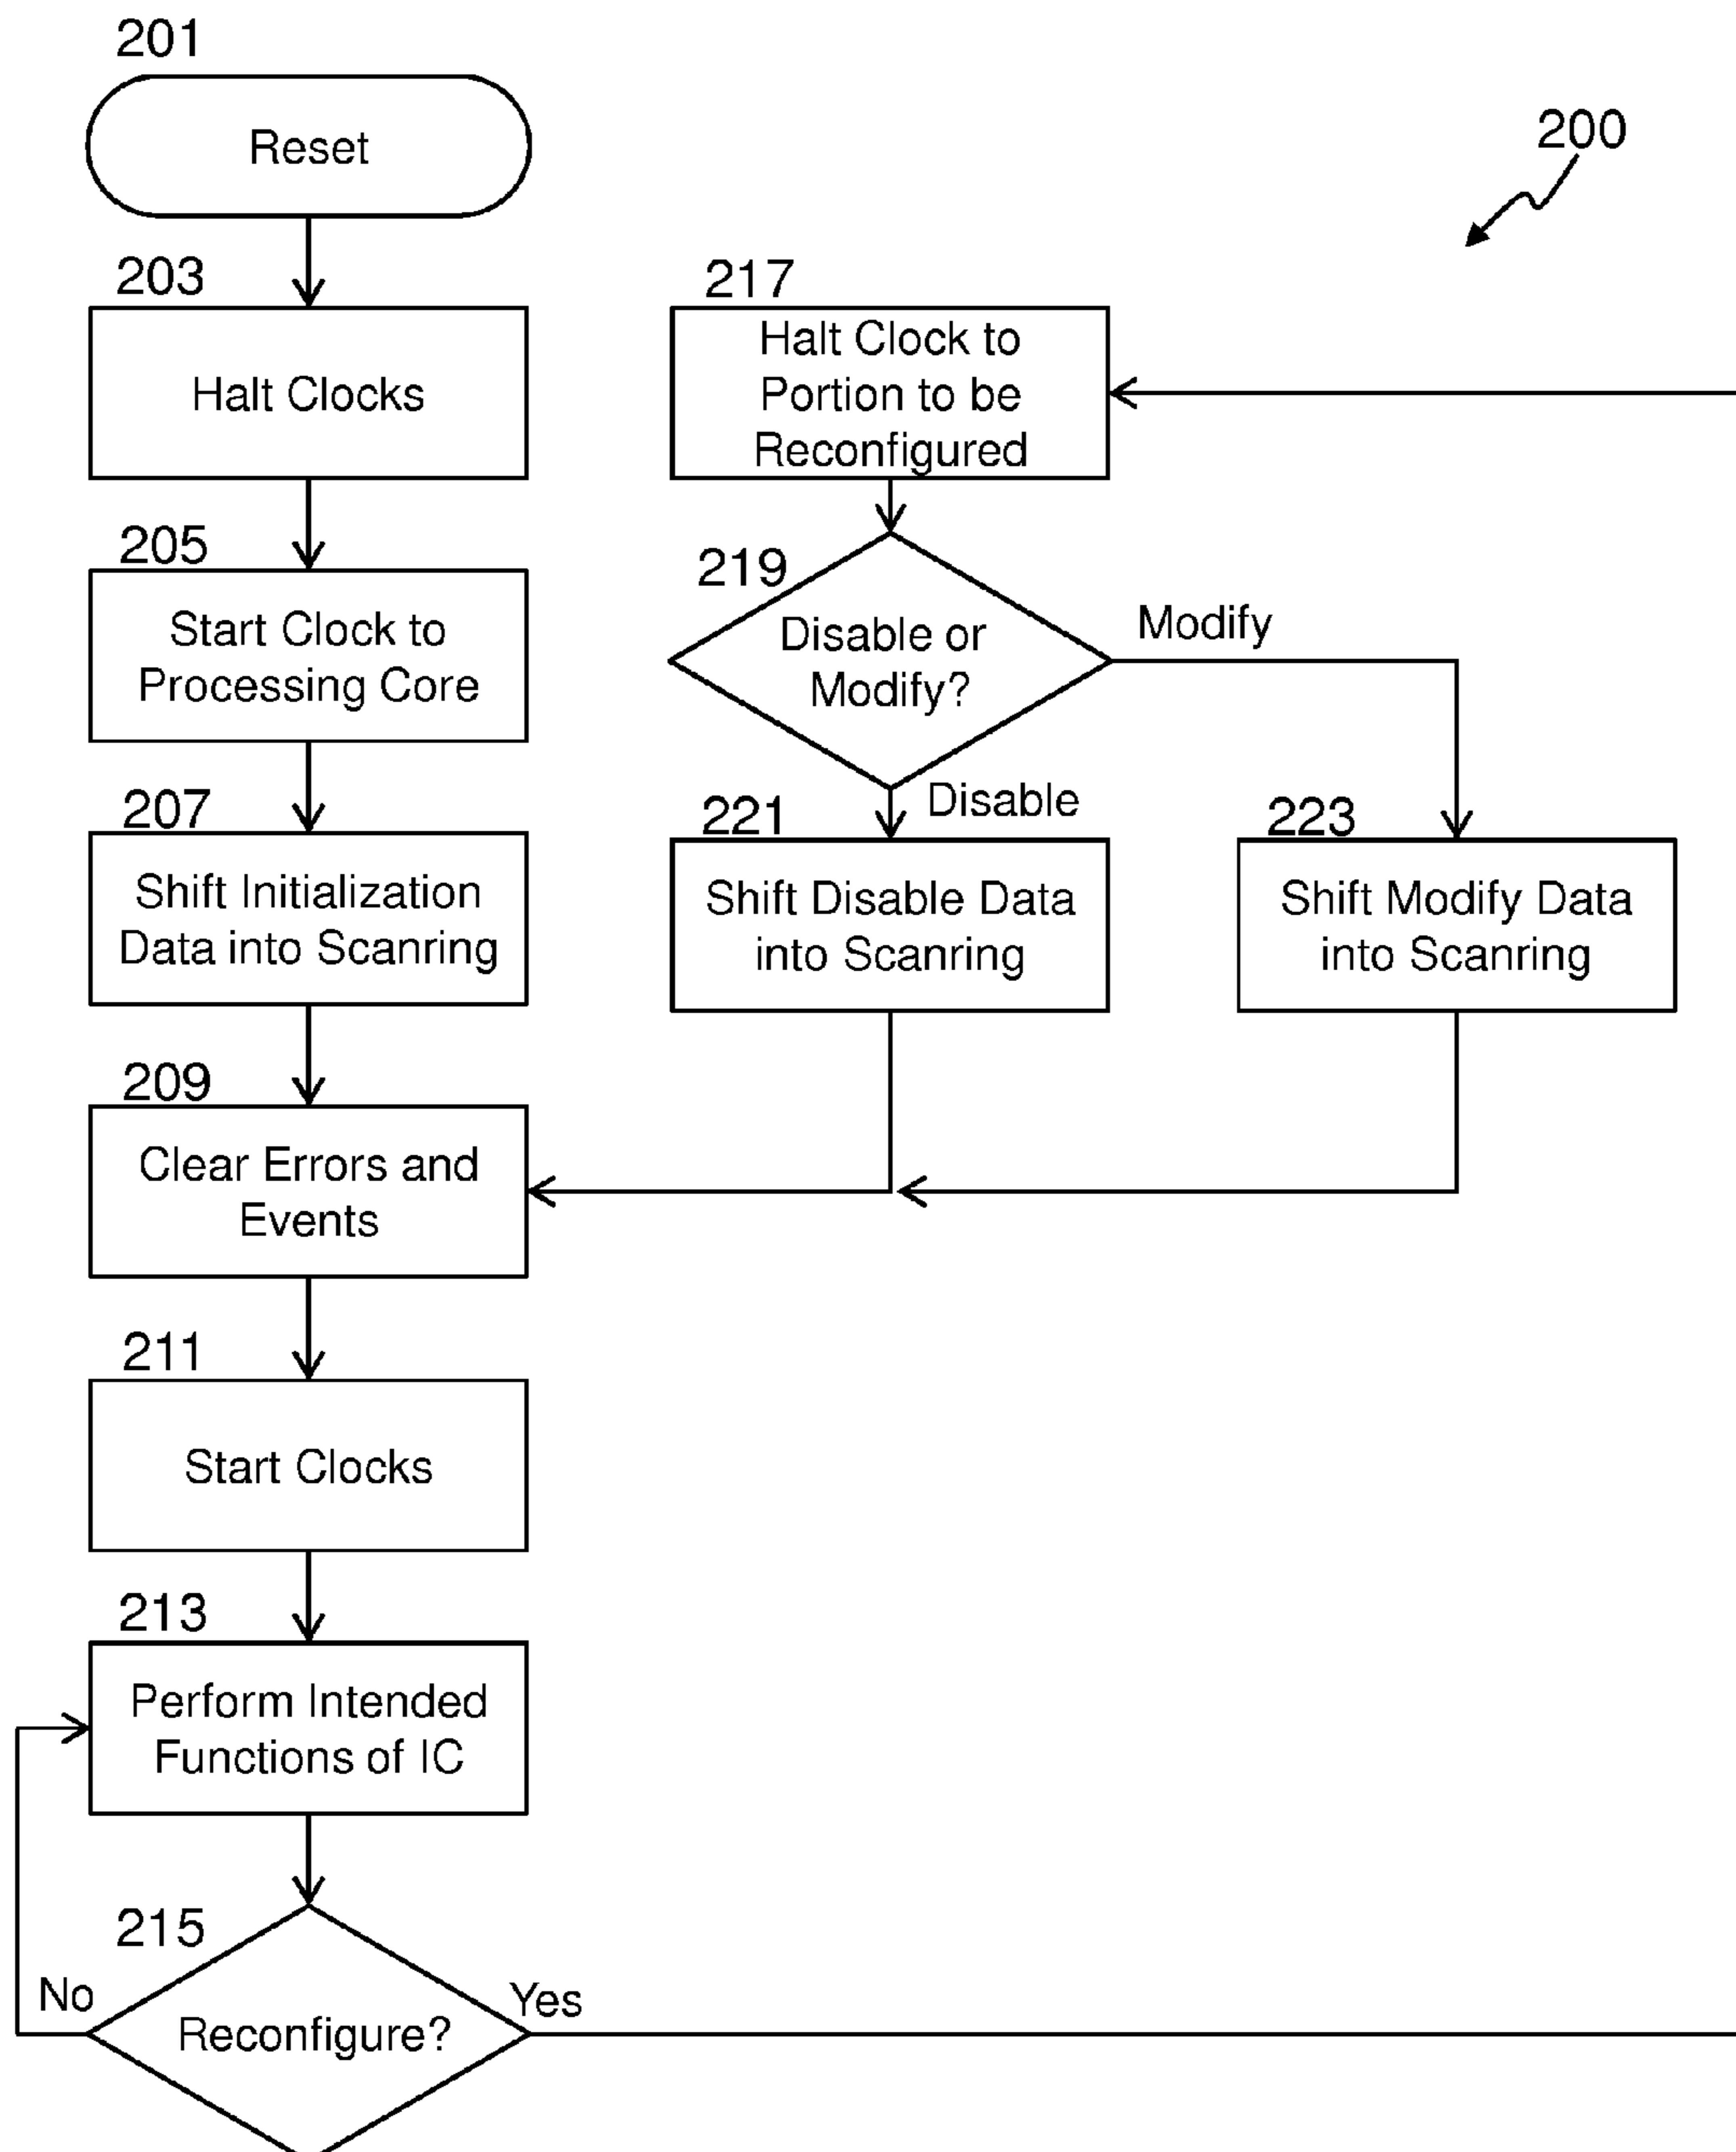 201
Reset
200
203
Halt Clocks
217
Halt Clock to
Portion to be
Reconfigured
205
Start Clock to
Processing Core
219
Disable or
Modify?
Modify
Disable
207
Shift Initialization
Data into Scanring
221
Shift Disable Data
into Scanring
223
Shift Modify Data
into Scanring
209
Clear Errors and
Events
211
Start Clocks
213
Perform Intended
Functions of IC
215
No
Reconfigure?
Yes